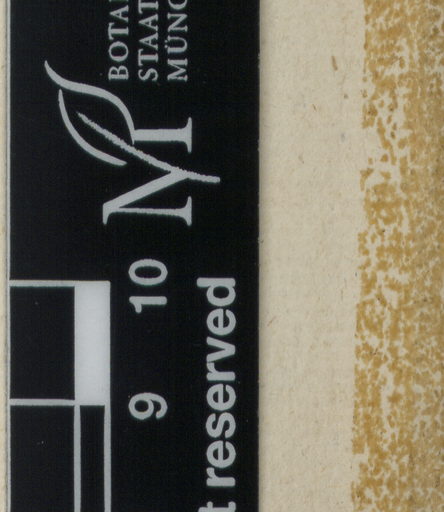 BOTA
STAAT
MÜNC
M
9 10
t reserved